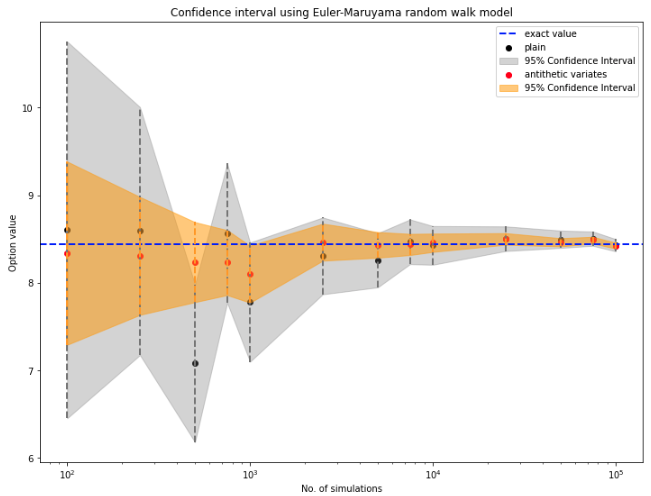 Confidence interval using Euler-Maruyama random walk model
exact value
plain
95% Confidence Interval
antithetic variates
95% Confidence Interval
Option value
10
9
8
7
6
10²
10³
10⁴
10⁵
No. of simulations